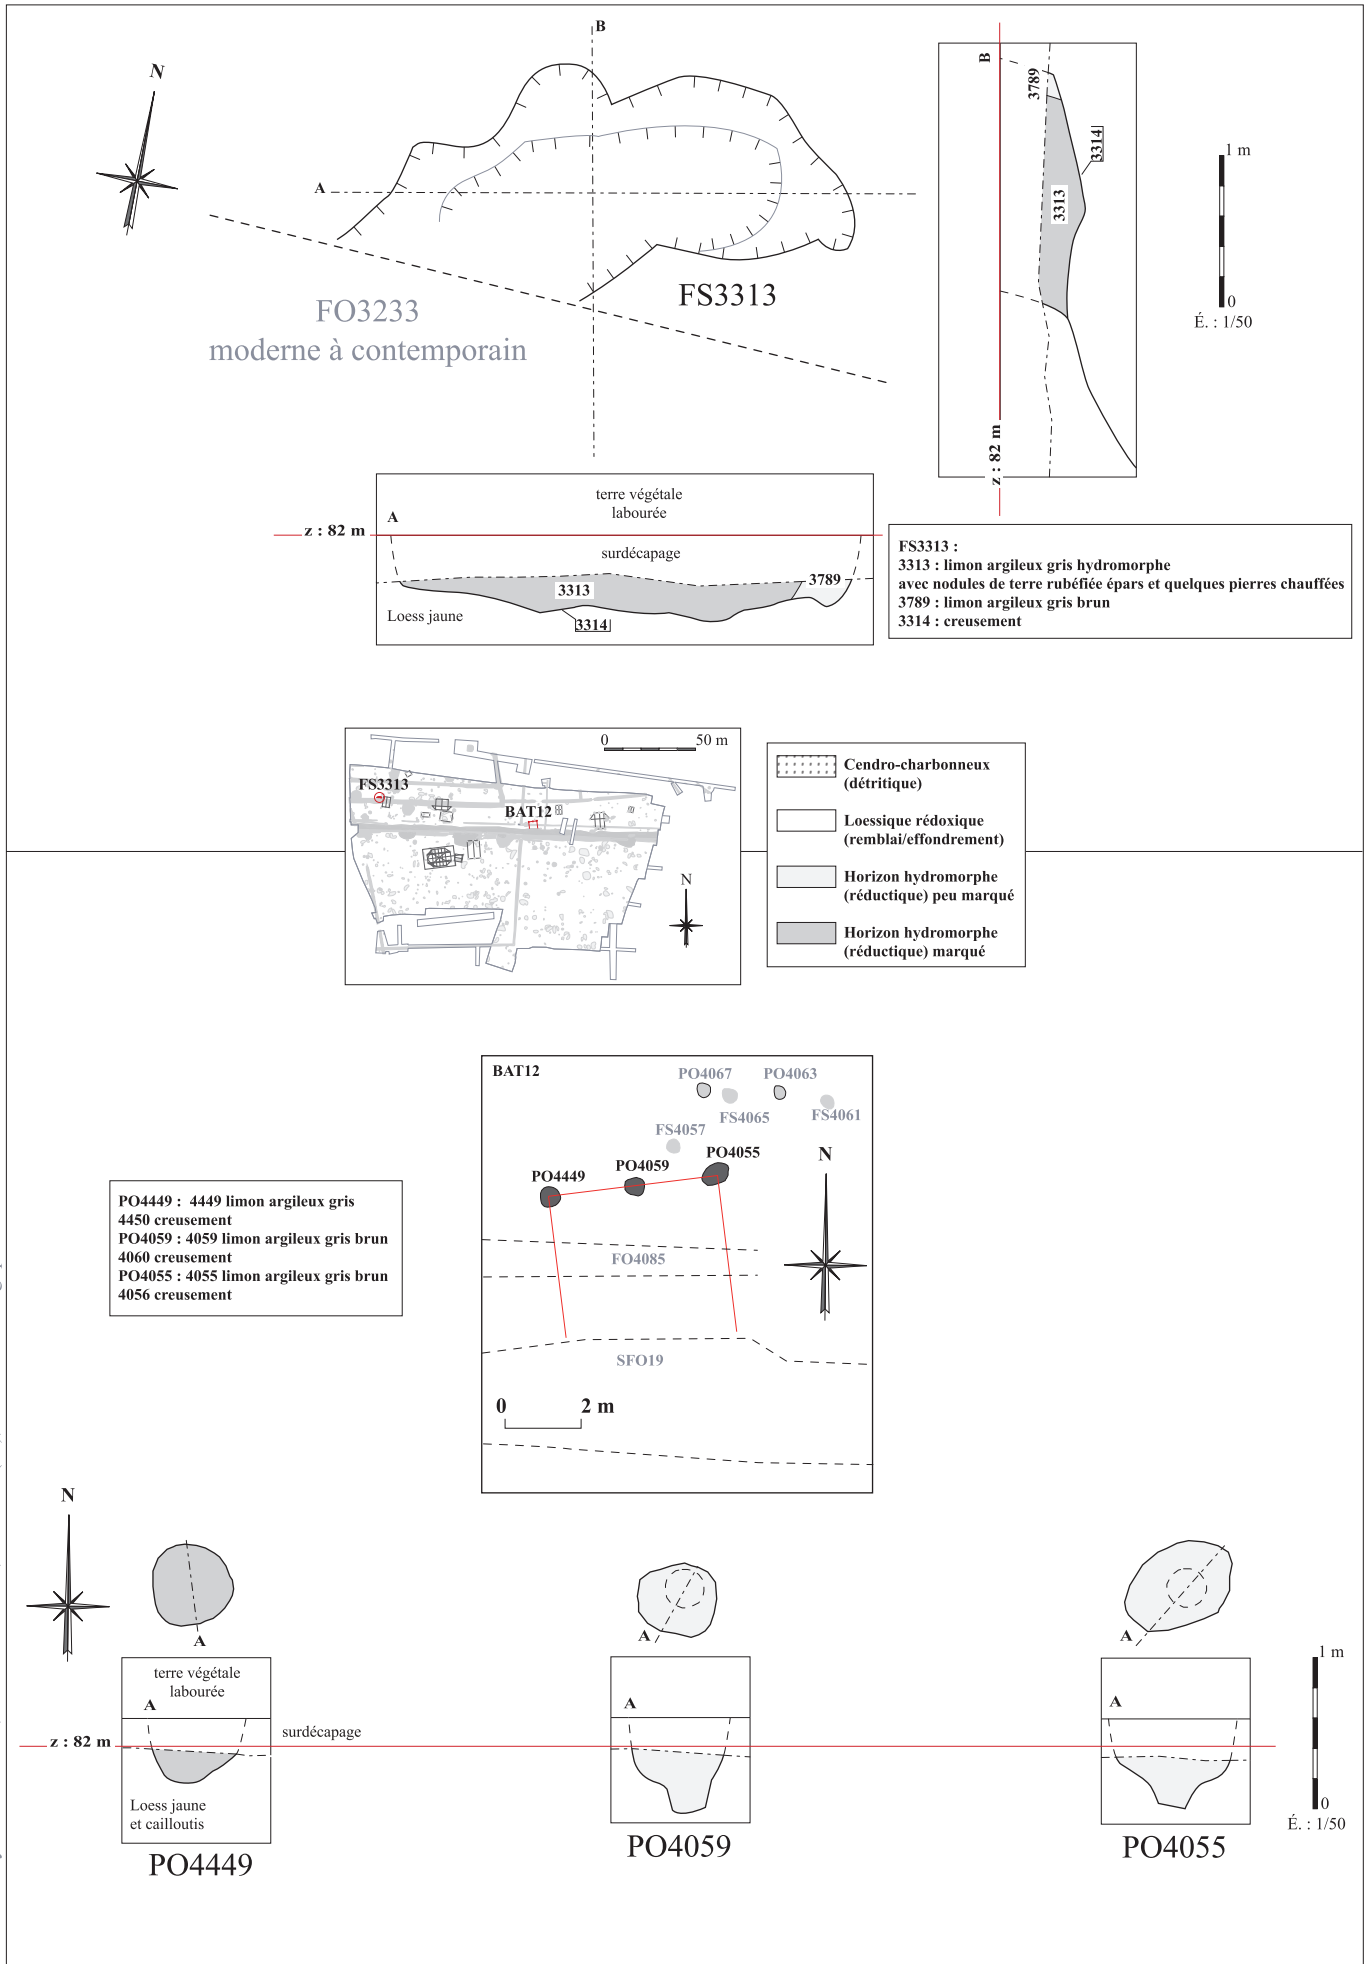 B
N
A
FS3313
FO3233
moderne à contemporain
B
3789
3314
3313
z : 82 m
1 m
0
É. : 1/50
terre végétale
labourée
A
z : 82 m
surdécapage
3789
3313
3314
Loess jaune
FS3313 :
3313 : limon argileux gris hydromorphe
avec nodules de terre rubéfiée épars et quelques pierres chauffées
3789 : limon argileux gris brun
3314 : creusement
0 50 m
FS3313
BAT12
N
Cendro-charbonneux
(détritique)
Loessique rédoxique
(remblai/effondrement)
Horizon hydromorphe
(réductique) peu marqué
Horizon hydromorphe
(réductique) marqué
BAT12
PO4067
PO4063
FS4065
FS4061
FS4057
PO4055
PO4059
PO4449
N
FO4085
SFO19
0 2 m
PO4449 : 4449 limon argileux gris
4450 creusement
PO4059 : 4059 limon argileux gris brun
4060 creusement
PO4055 : 4055 limon argileux gris brun
4056 creusement
N
A
A
A
terre végétale
labourée
A
A
A
surdécapage
z : 82 m
Loess jaune
et cailloutis
1 m
0
É. : 1/50
PO4449
PO4059
PO4055